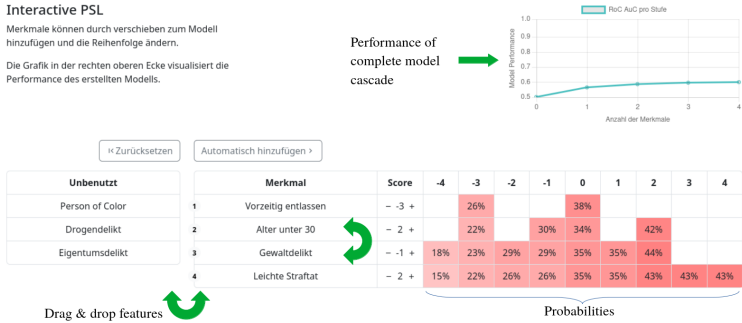 Interactive PSL
Merkmale können durch verschieben zum Modell
hinzufügen und die Reihenfolge ändern.
Die Grafik in der rechten oberen Ecke visualisiert die
Performance des erstellten Modells.
Performance of
complete model
cascade
RoC AuC pro Stufe
Model Performance
1.0
0.9
0.8
0.7
0.6
0.5
0 1 2 3 4
Anzahl der Merkmale
Zurücksetzen
Automatisch hinzufügen >
Unbenutzt Merkmal Score -4 -3 -2 -1 0 1 2 3 4
Person of Color 1 Vorzeitig entlassen − -3 + 26% 38%
Drogendelikt 2 Alter unter 30 − 2 + 22% 30% 34% 42%
Eigentumsdelikt 3 Gewaltdelikt − -1 + 18% 23% 29% 29% 35% 35% 44%
4 Leichte Straftat − 2 + 15% 22% 26% 26% 35% 35% 43% 43% 43%
Drag & drop features
Probabilities